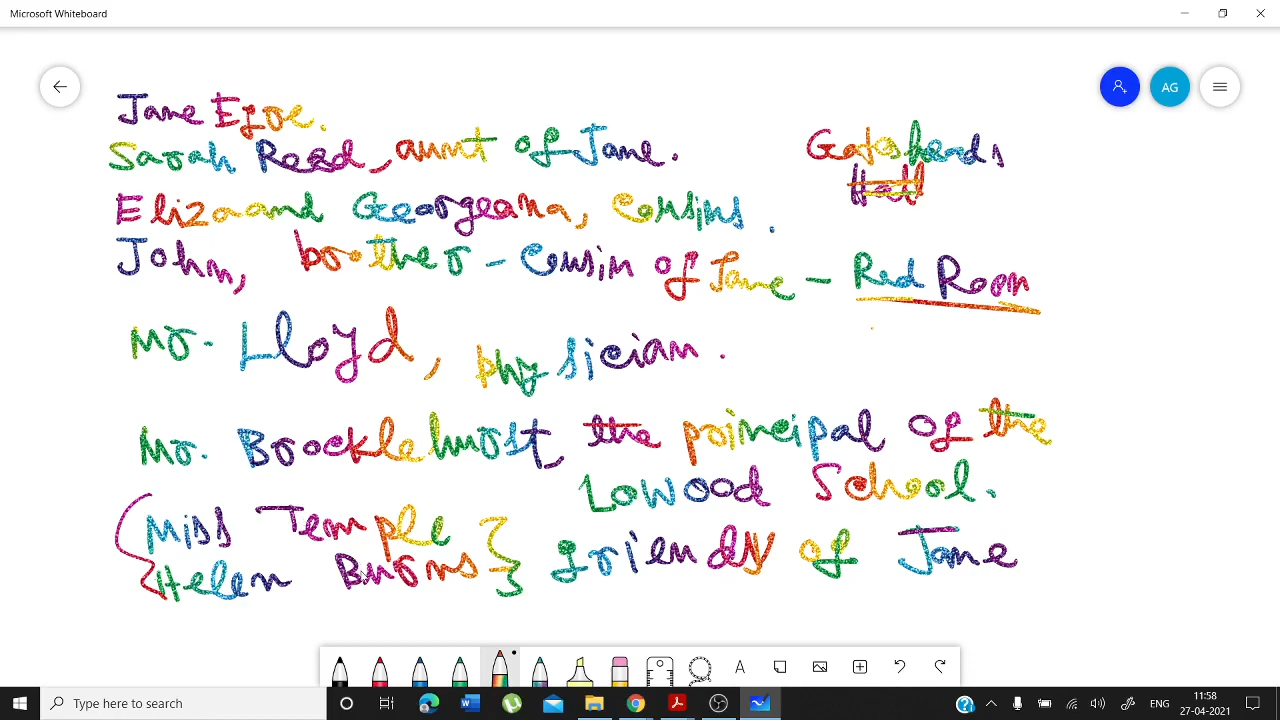 Microsoft Whiteboard
AG
Jane Eyre.
Sarah Reed, aunt of Jane.
Gateshead,
Hall
Eliza and Georgeana, Cousins.
John, brother - Cousin of Jane - Red Room
Mr. Lloyd, physician.
Mr. Brocklehurst the principal of the
Lowood School.
Miss Temple
Helen Burns
friends of Jane
Type here to search
ENG
11:58
27-04-2021